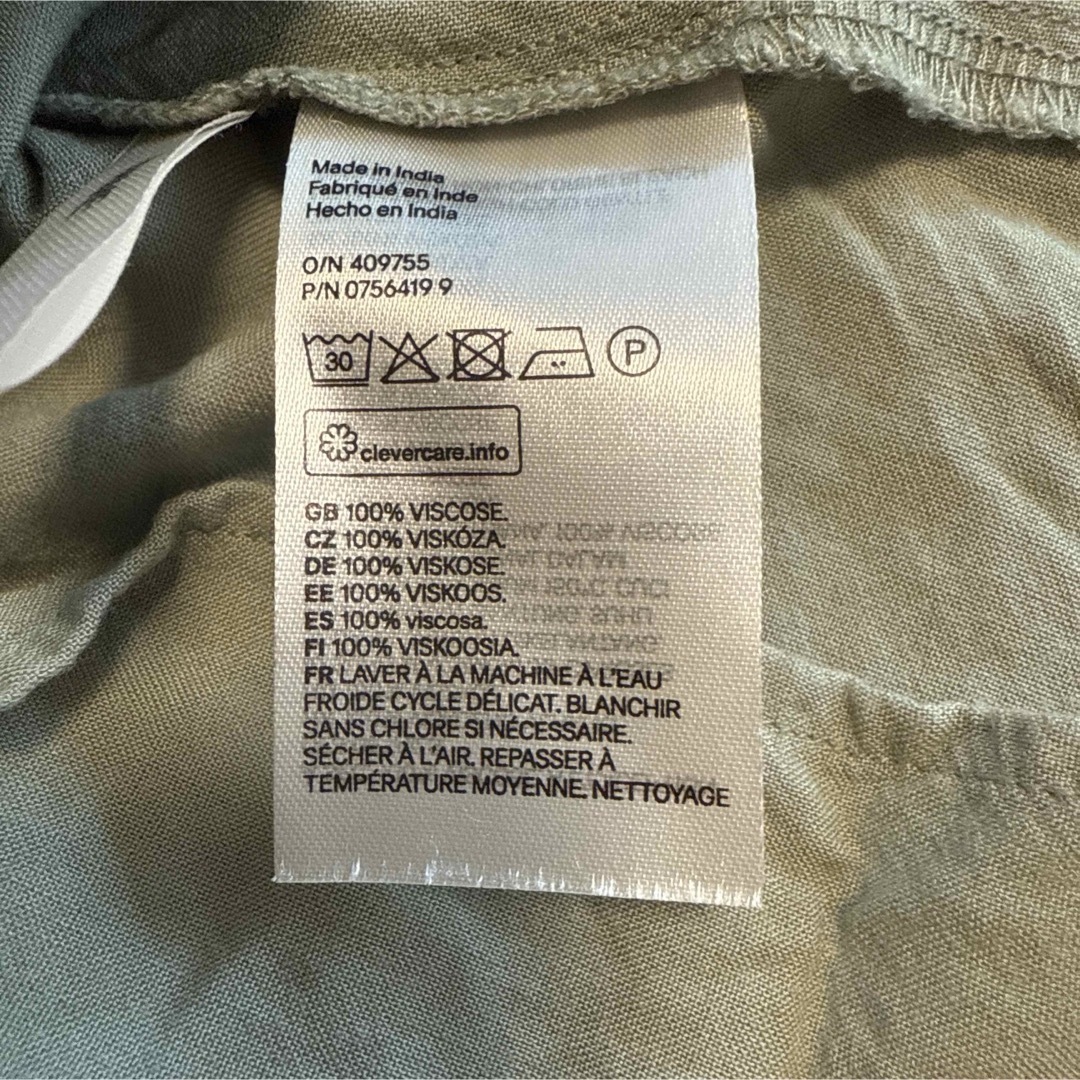 Made in India
Fabriqué en Inde
Hecho en India
O/N 409755
P/N 0756419 9
30
P
clevercare.info
GB 100% VISCOSE.
CZ 100% VISKÓZA.
DE 100% VISKOSE.
EE 100% VISKOOS.
ES 100% viscosa.
FI 100% VISKOOSIA.
FR LAVER À LA MACHINE À L'EAU
FROIDE CYCLE DÉLICAT. BLANCHIR
SANS CHLORE SI NÉCESSAIRE.
SÉCHER À L'AIR. REPASSER À
TEMPÉRATURE MOYENNE. NETTOYAGE